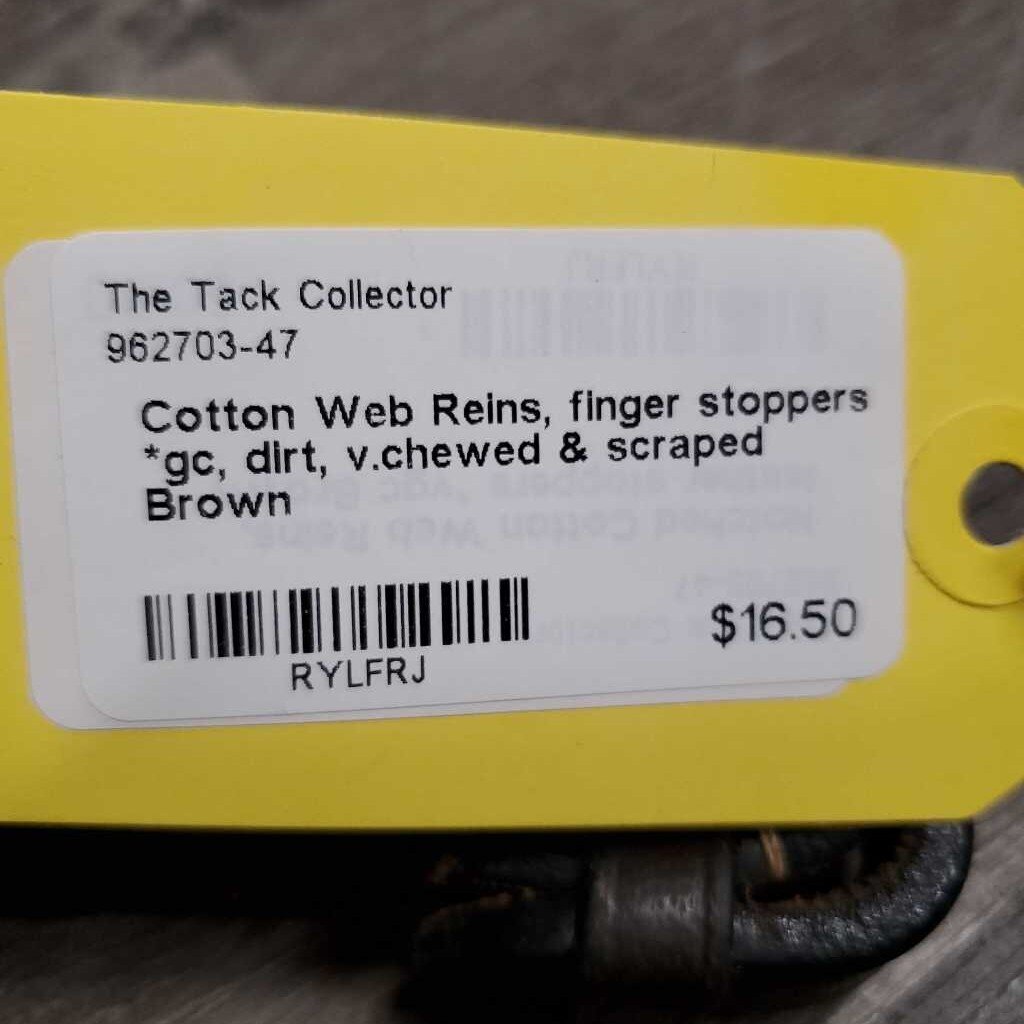 The Tack Collector
962703-47
Cotton Web Reins, finger stoppers
*gc, dirt, v.chewed & scraped
Brown
RYLFRJ
$16.50